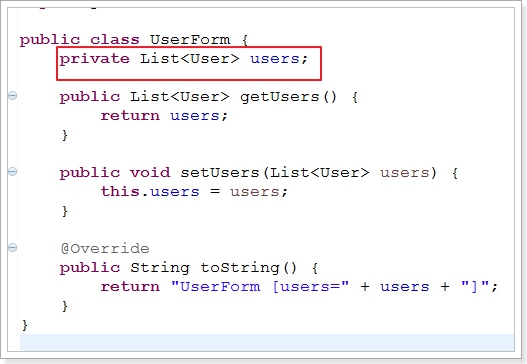 public class UserForm {
    private List<User> users;

    public List<User> getUsers() {
        return users;
    }

    public void setUsers(List<User> users) {
        this.users = users;
    }

    @Override
    public String toString() {
        return "UserForm [users=" + users + "]";
    }
}